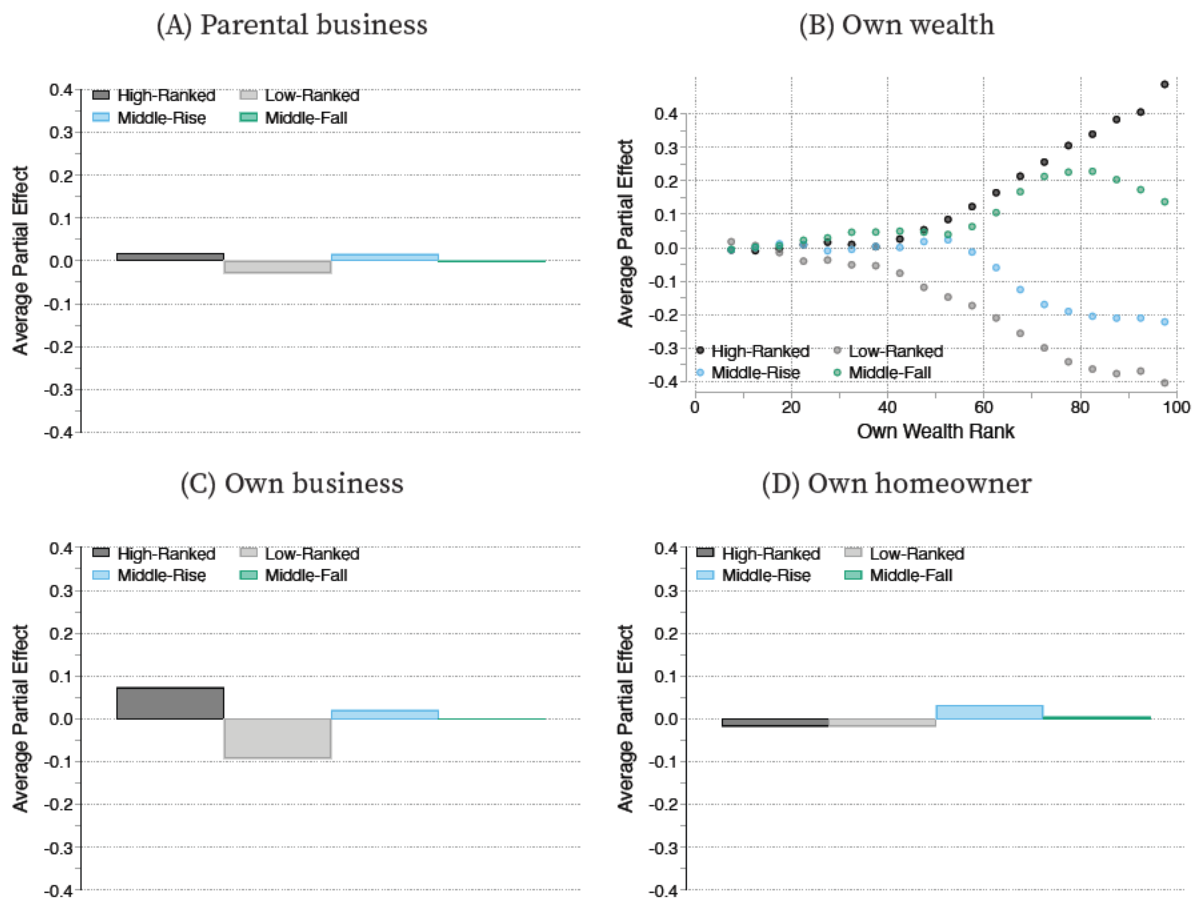 (A) Parental business
Average Partial Effect
0.4
0.3
0.2
0.1
0.0
-0.1
-0.2
-0.3
-0.4
High-Ranked Low-Ranked
Middle-Rise Middle-Fall
(B) Own wealth
Average Partial Effect
0.4
0.3
0.2
0.1
0.0
-0.1
-0.2
-0.3
-0.4
High-Ranked Low-Ranked
Middle-Rise Middle-Fall
0 20 40 60 80 100
Own Wealth Rank
(C) Own business
Average Partial Effect
0.4
0.3
0.2
0.1
0.0
-0.1
-0.2
-0.3
-0.4
High-Ranked Low-Ranked
Middle-Rise Middle-Fall
(D) Own homeowner
Average Partial Effect
0.4
0.3
0.2
0.1
0.0
-0.1
-0.2
-0.3
-0.4
High-Ranked Low-Ranked
Middle-Rise Middle-Fall